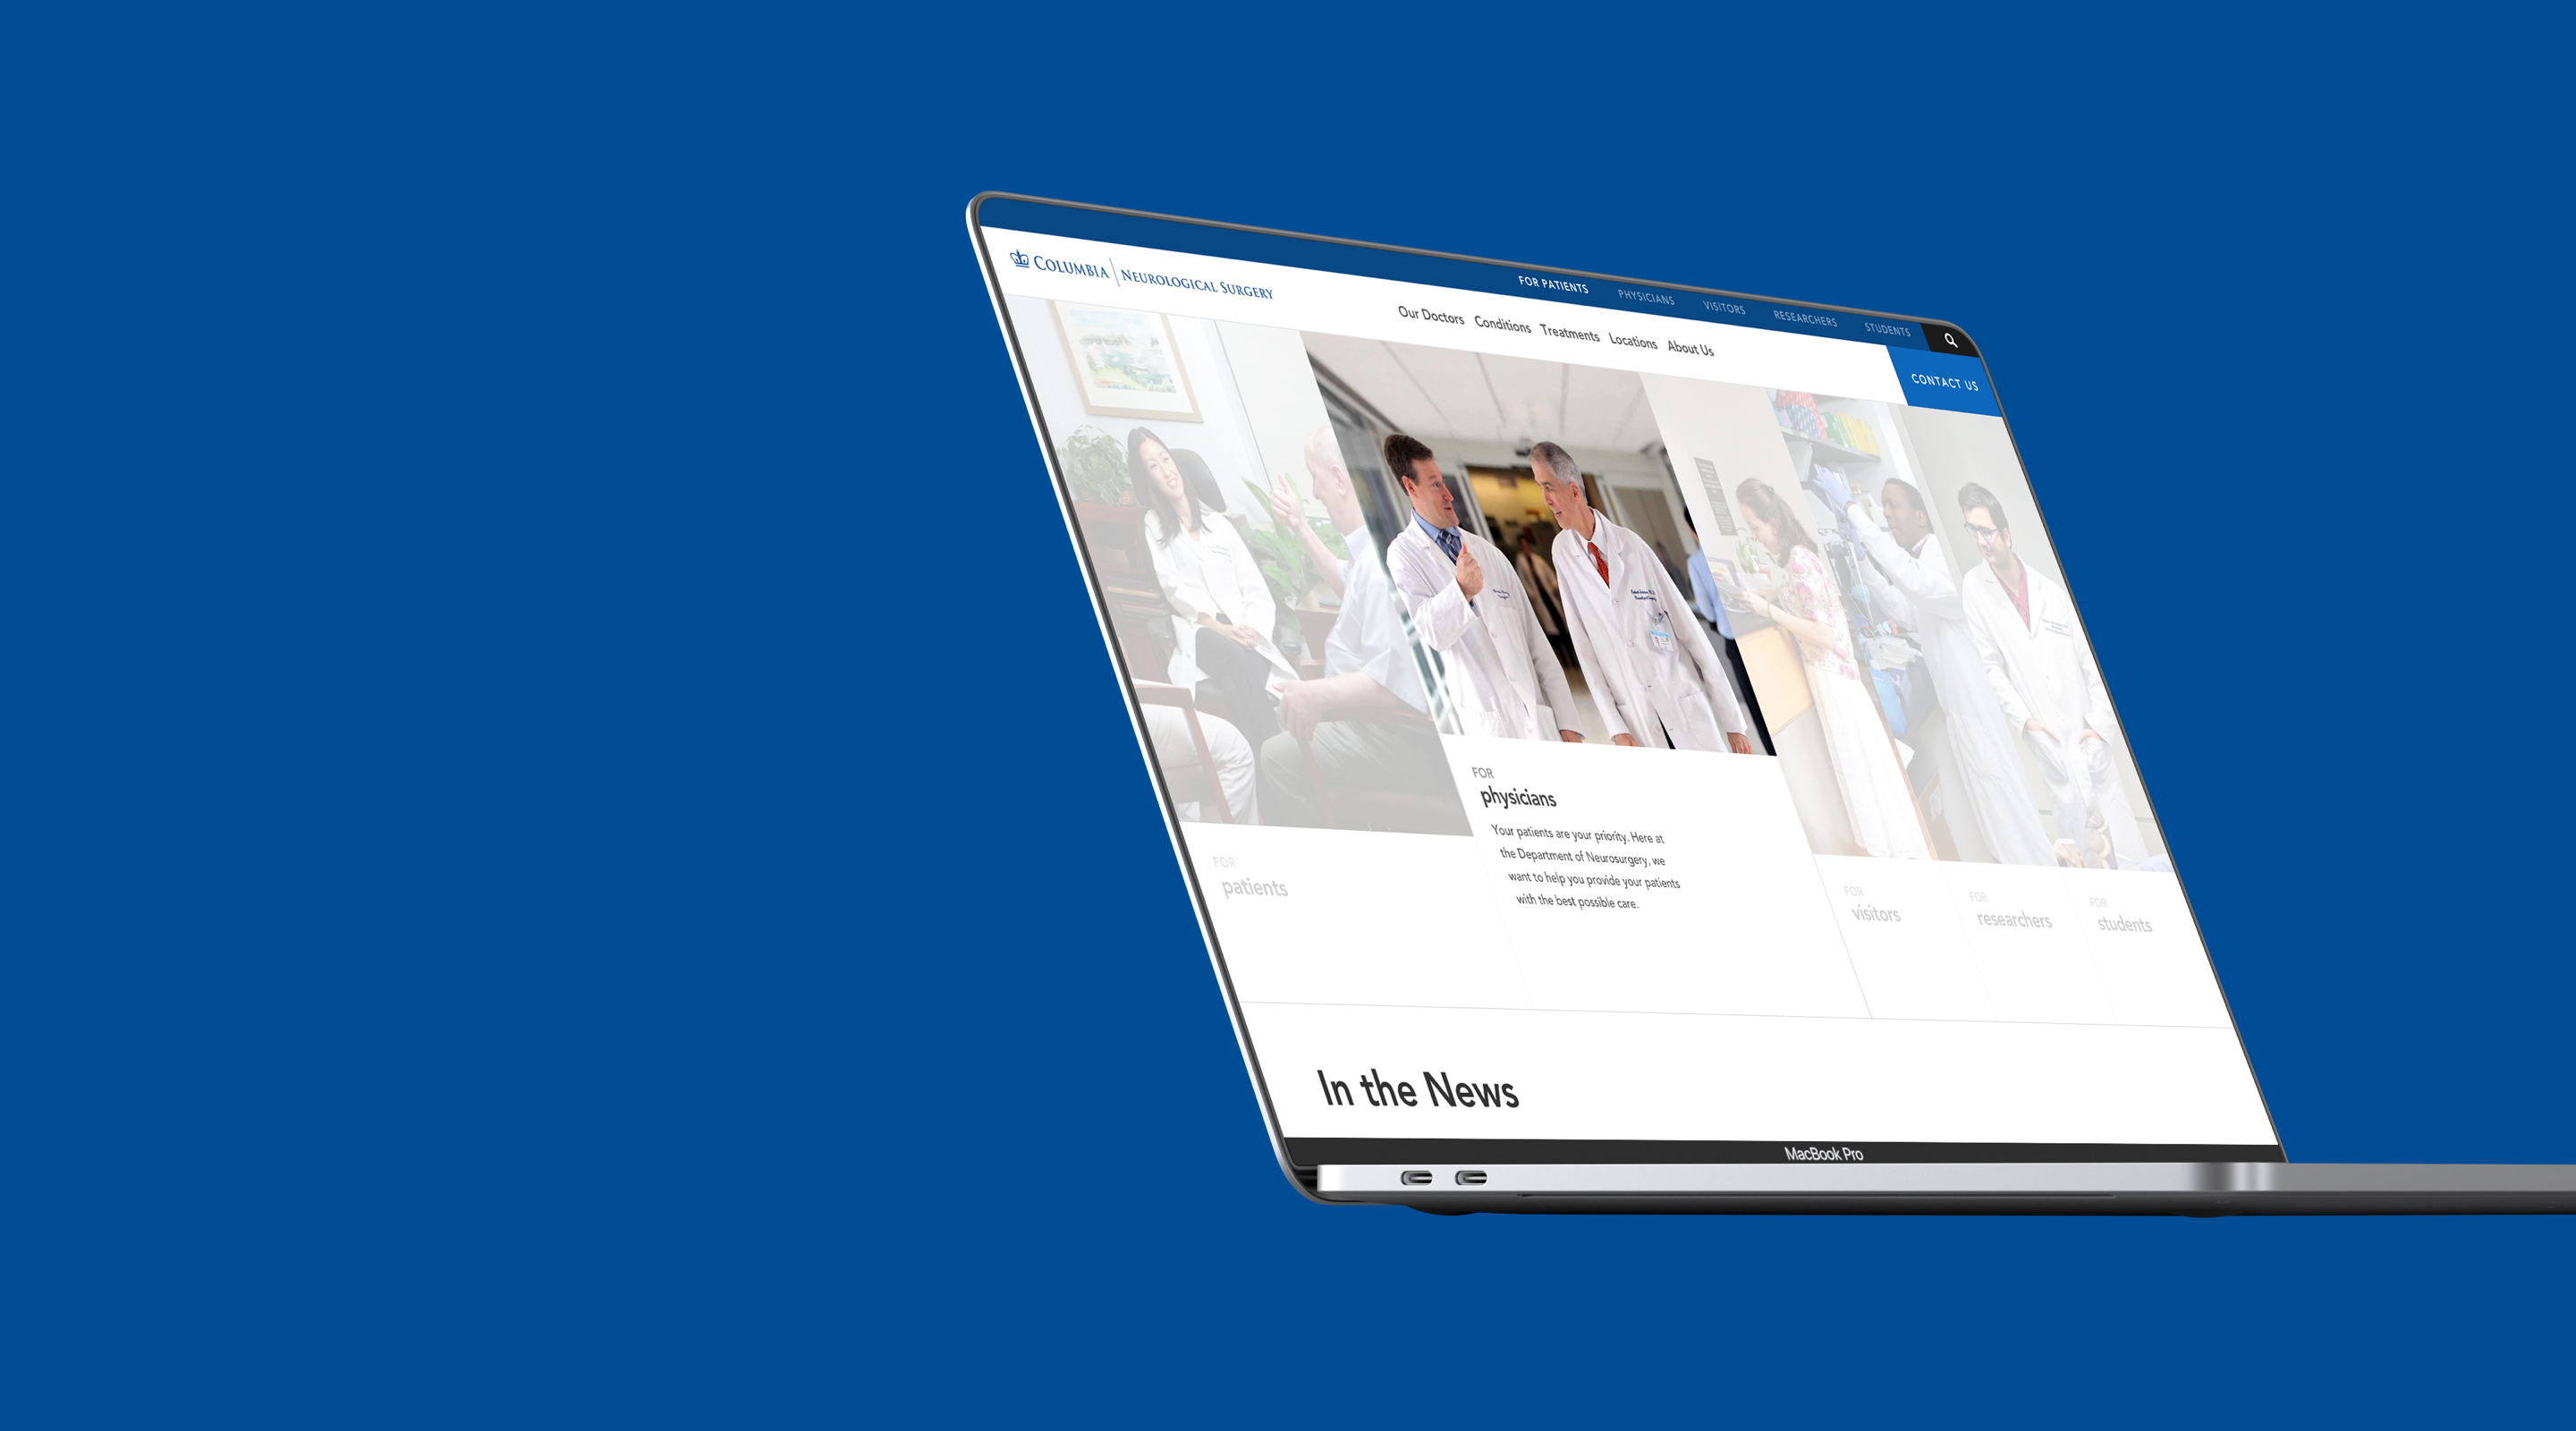 FOR PATIENTS PHYSICIANS VISITORS RESEARCHERS STUDENTS
COLUMBIA | NEUROLOGICAL SURGERY
Our Doctors Conditions Treatments Locations About Us
CONTACT US
FOR
patients
FOR
physicians
Your patients are your priority. Here at
the Department of Neurosurgery, we
want to help you provide your patients
with the best possible care.
FOR
visitors
FOR
researchers
FOR
students
In the News
MacBook Pro